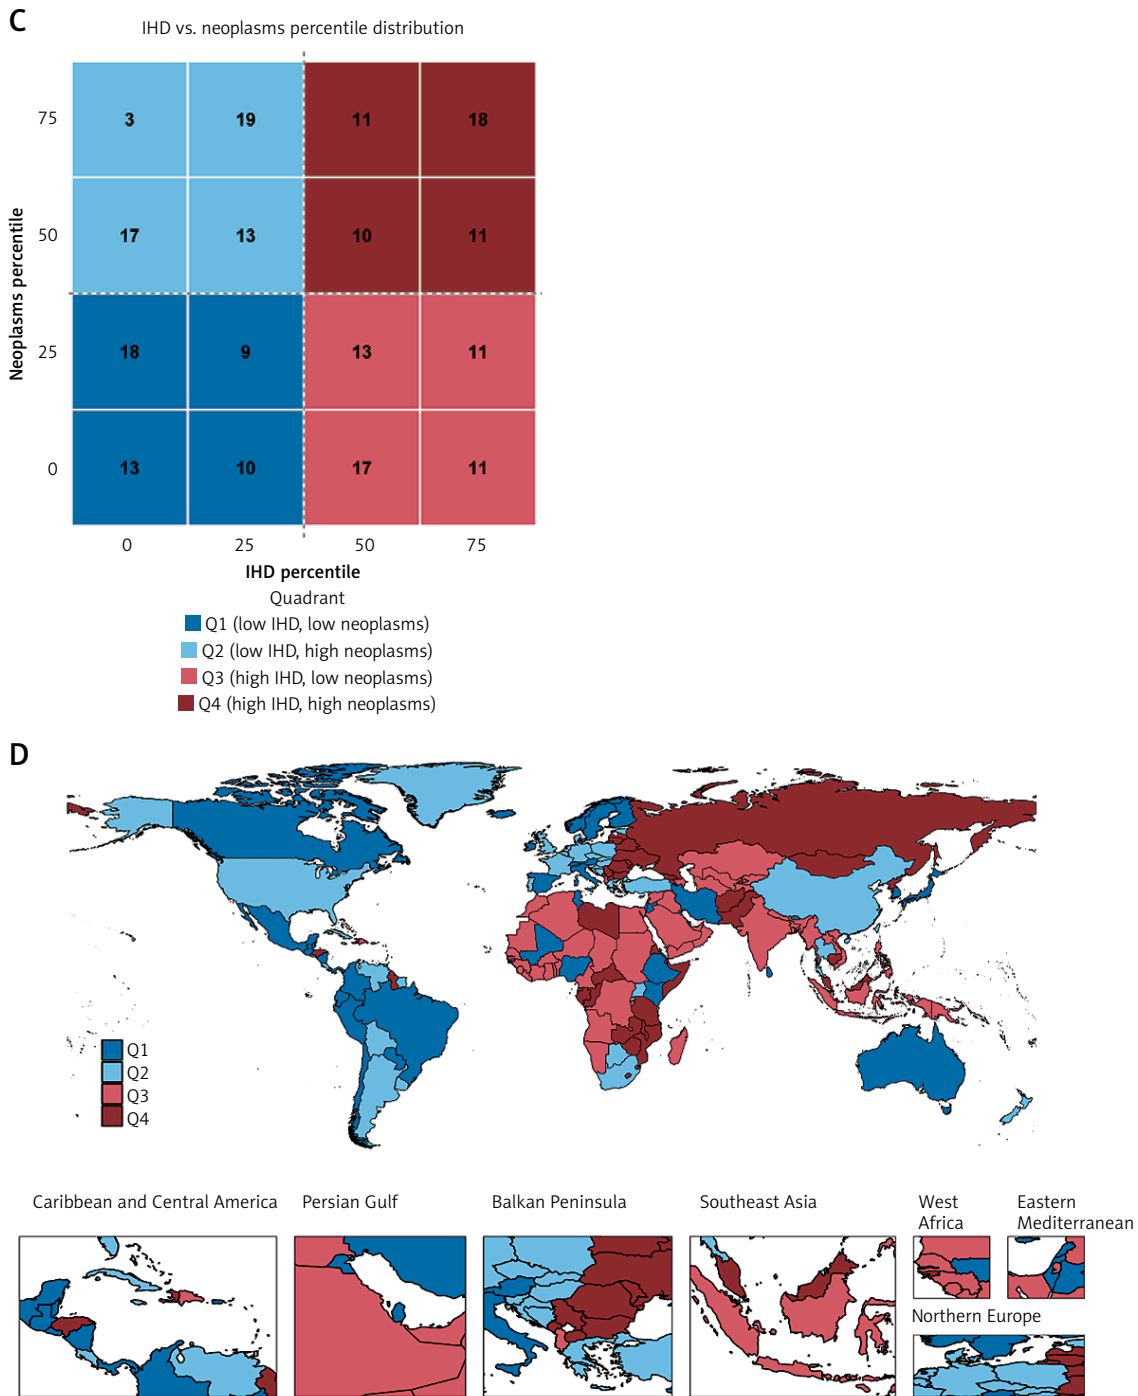 C
IHD vs. neoplasms percentile distribution
Neoplasms percentile
75 3 19 11 18
50 17 13 10 11
25 18 9 13 11
0 13 10 17 11
0 25 50 75
IHD percentile
Quadrant
Q1 (low IHD, low neoplasms)
Q2 (low IHD, high neoplasms)
Q3 (high IHD, low neoplasms)
Q4 (high IHD, high neoplasms)
D
Q1
Q2
Q3
Q4
Caribbean and Central America
Persian Gulf
Balkan Peninsula
Southeast Asia
West
Africa
Eastern
Mediterranean
Northern Europe